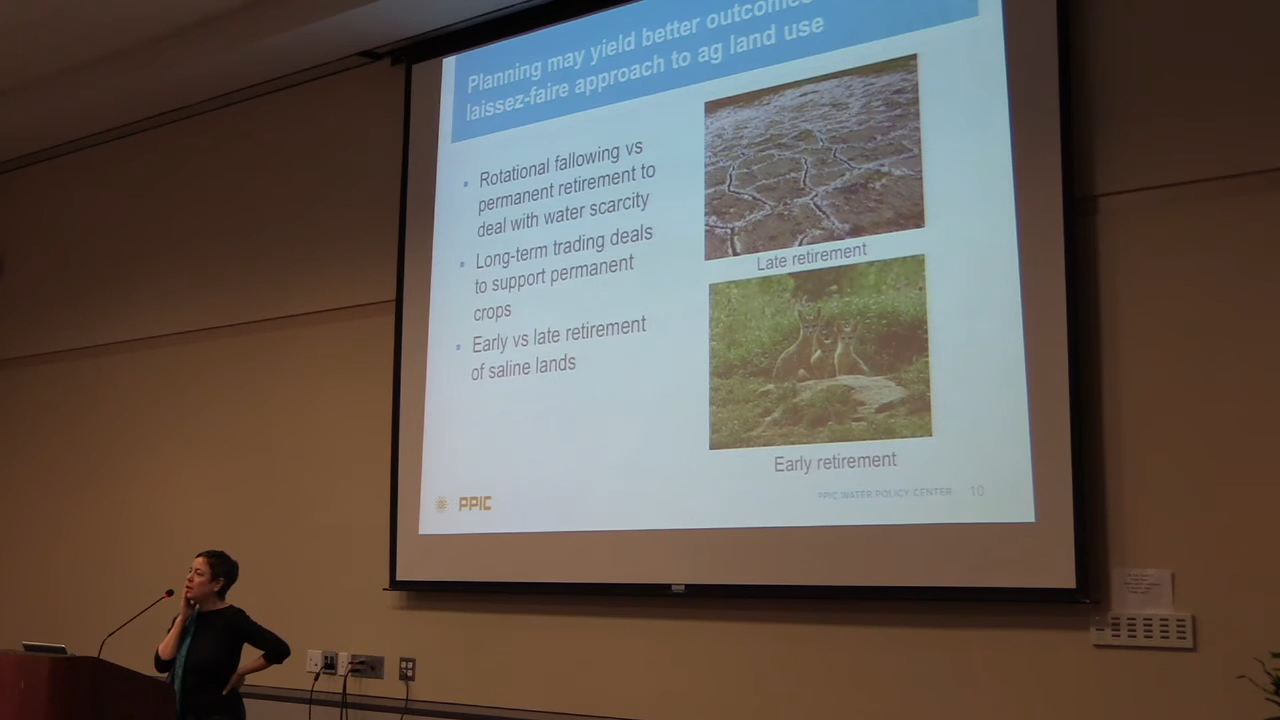 Planning may yield better outcomes
laissez-faire approach to ag land use
Rotational fallowing vs
permanent retirement to
deal with water scarcity
Long-term trading deals
to support permanent
crops
Early vs late retirement
of saline lands
Late retirement
Early retirement
PPIC
PPIC WATER POLICY CENTER 10